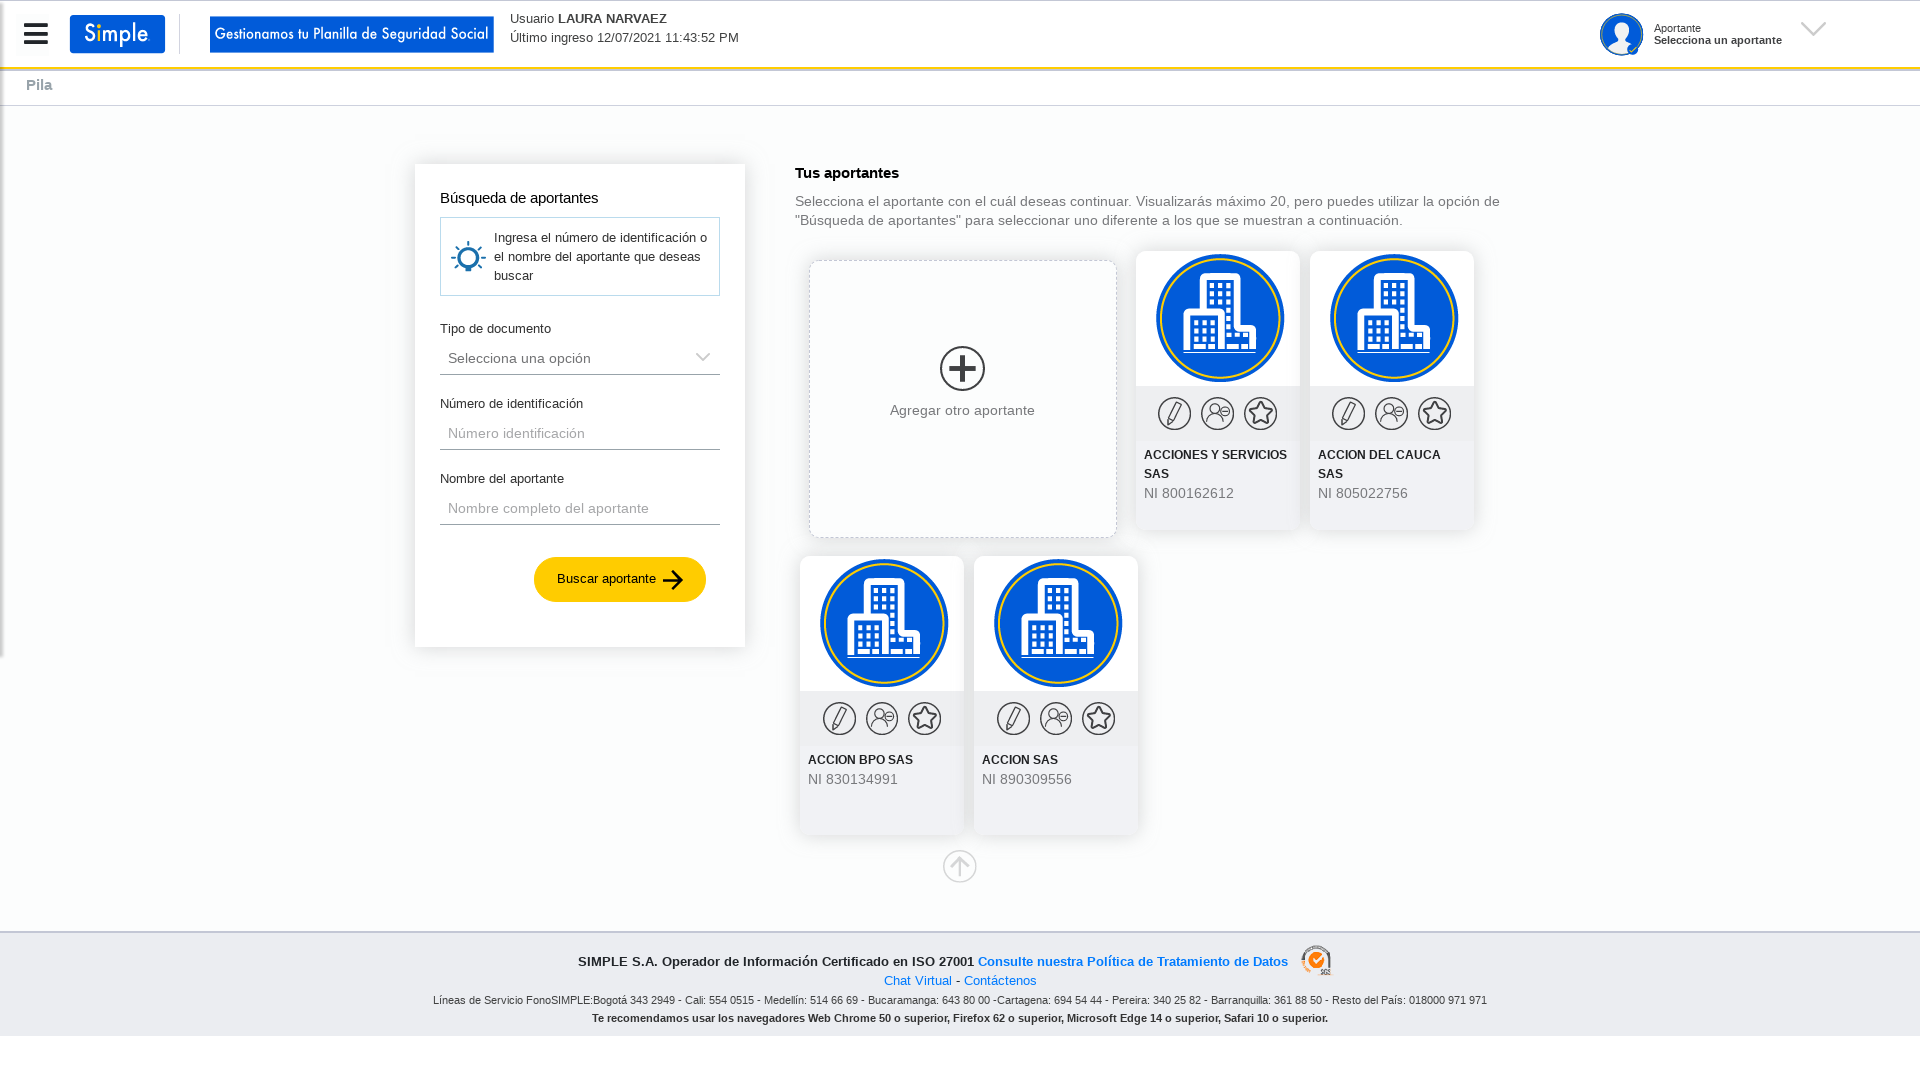 Simple
Gestionamos tu Planilla de Seguridad Social
Usuario LAURA NARVAEZ
Último ingreso 12/07/2021 11:43:52 PM
Aportante
Selecciona un aportante
Pila
Búsqueda de aportantes
Ingresa el número de identificación o
el nombre del aportante que deseas
buscar
Tipo de documento
Selecciona una opción
Número de identificación
Número identificación
Nombre del aportante
Nombre completo del aportante
Buscar aportante
Tus aportantes
Selecciona el aportante con el cuál deseas continuar. Visualizarás máximo 20, pero puedes utilizar la opción de
"Búsqueda de aportantes" para seleccionar uno diferente a los que se muestran a continuación.
Agregar otro aportante
ACCIONES Y SERVICIOS
SAS
NI 800162612
ACCION DEL CAUCA
SAS
NI 805022756
ACCION BPO SAS
NI 830134991
ACCION SAS
NI 890309556
SIMPLE S.A. Operador de Información Certificado en ISO 27001 Consulte nuestra Política de Tratamiento de Datos
SGS
Chat Virtual - Contáctenos
Líneas de Servicio FonoSIMPLE:Bogotá 343 2949 - Cali: 554 0515 - Medellín: 514 66 69 - Bucaramanga: 643 80 00 -Cartagena: 694 54 44 - Pereira: 340 25 82 - Barranquilla: 361 88 50 - Resto del País: 018000 971 971
Te recomendamos usar los navegadores Web Chrome 50 o superior, Firefox 62 o superior, Microsoft Edge 14 o superior, Safari 10 o superior.